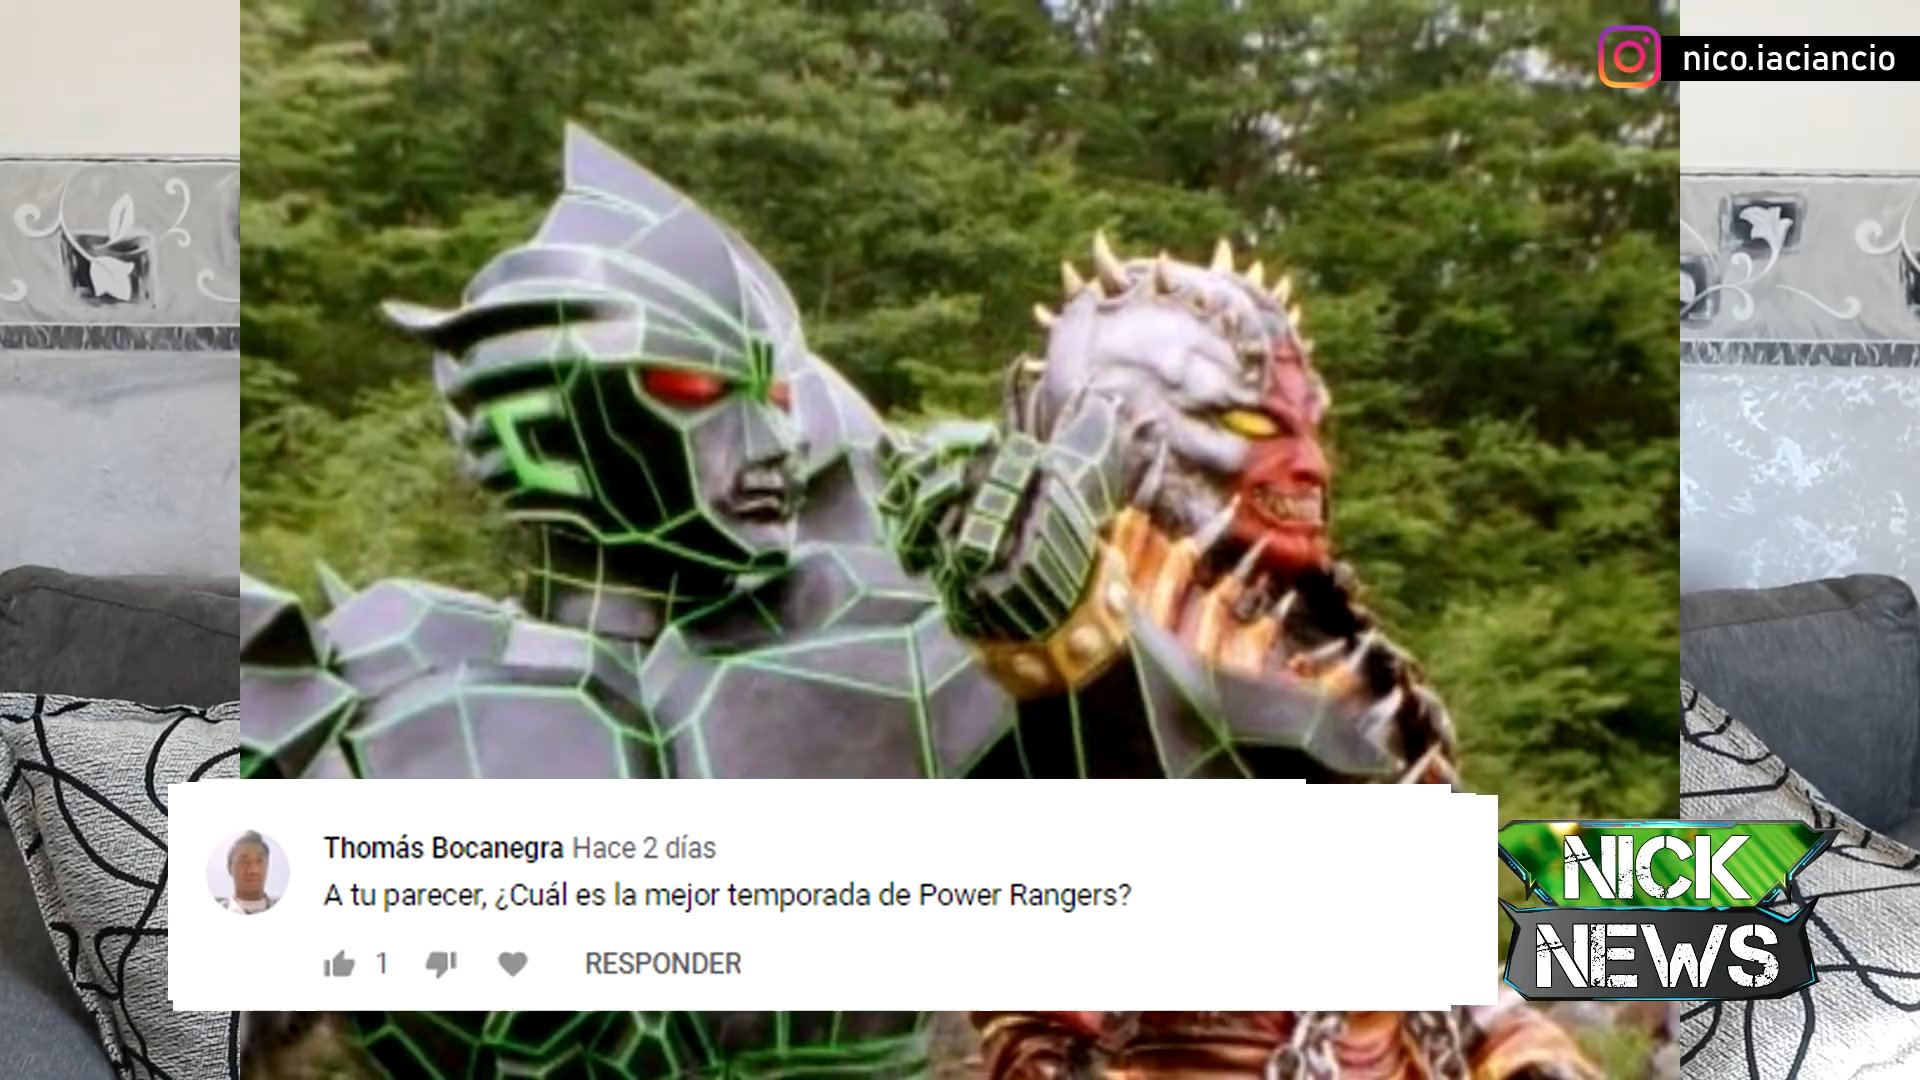 nico.iaciancio
Thomás Bocanegra Hace 2 días
A tu parecer, ¿Cuál es la mejor temporada de Power Rangers?
1
RESPONDER
NICK
NEWS